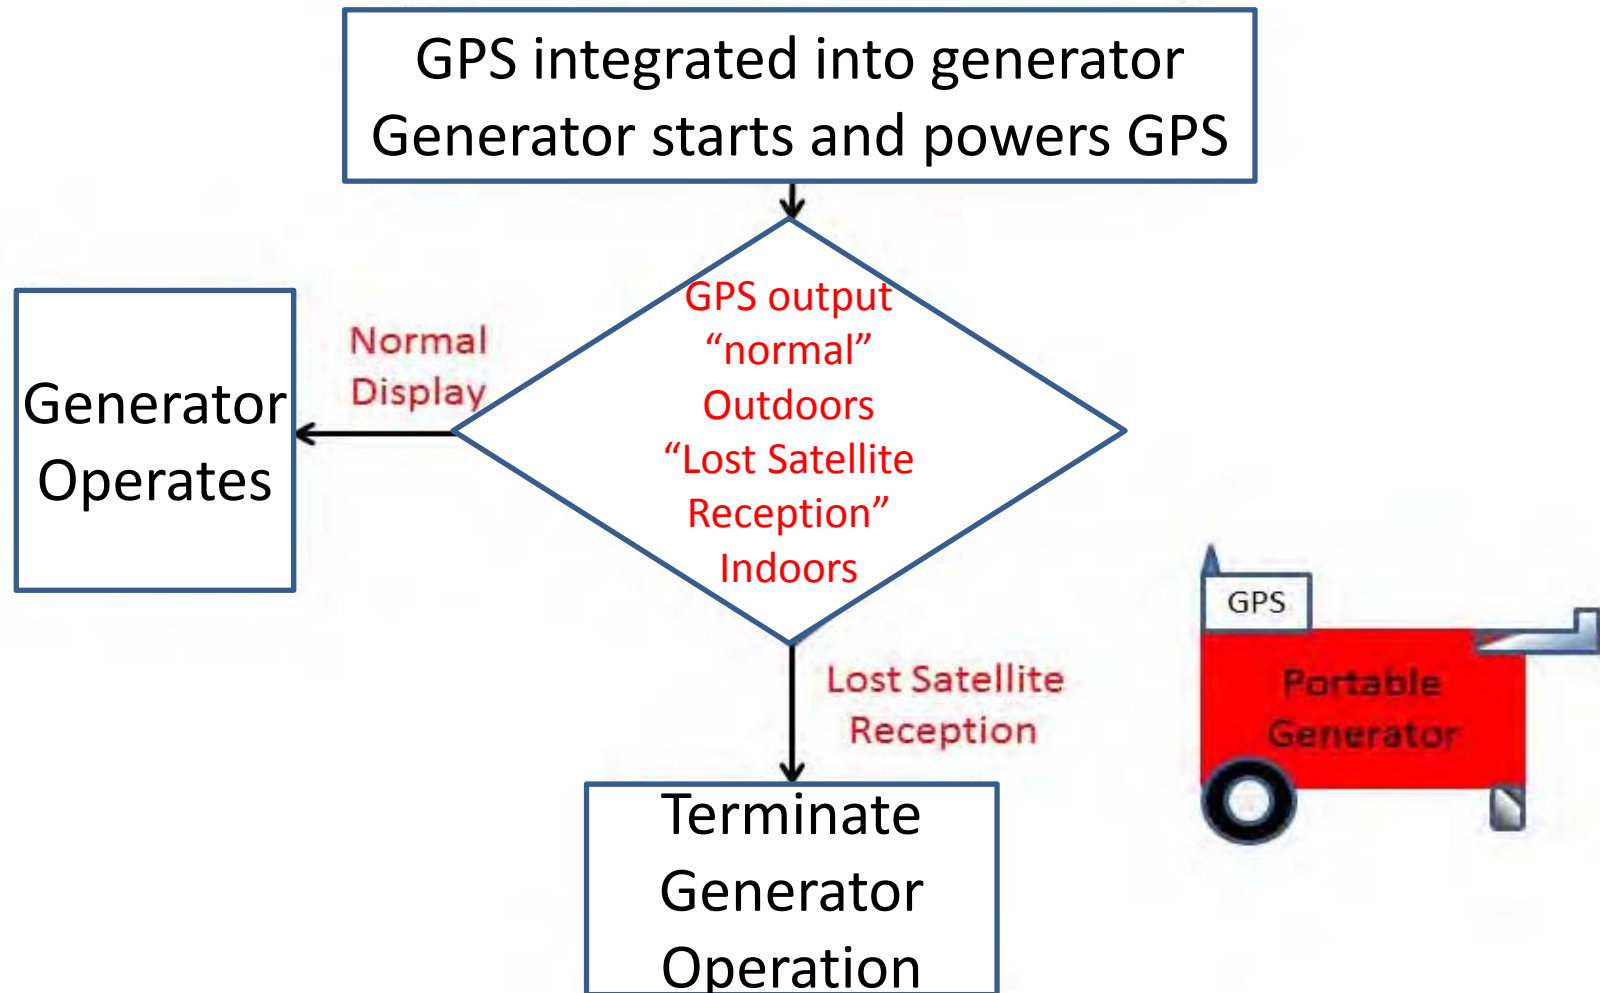 GPS integrated into generator
Generator starts and powers GPS
GPS output
“normal”
Outdoors
“Lost Satellite
Reception”
Indoors
Normal
Display
Generator
Operates
Lost Satellite
Reception
Terminate
Generator
Operation
GPS
Portable
Generator